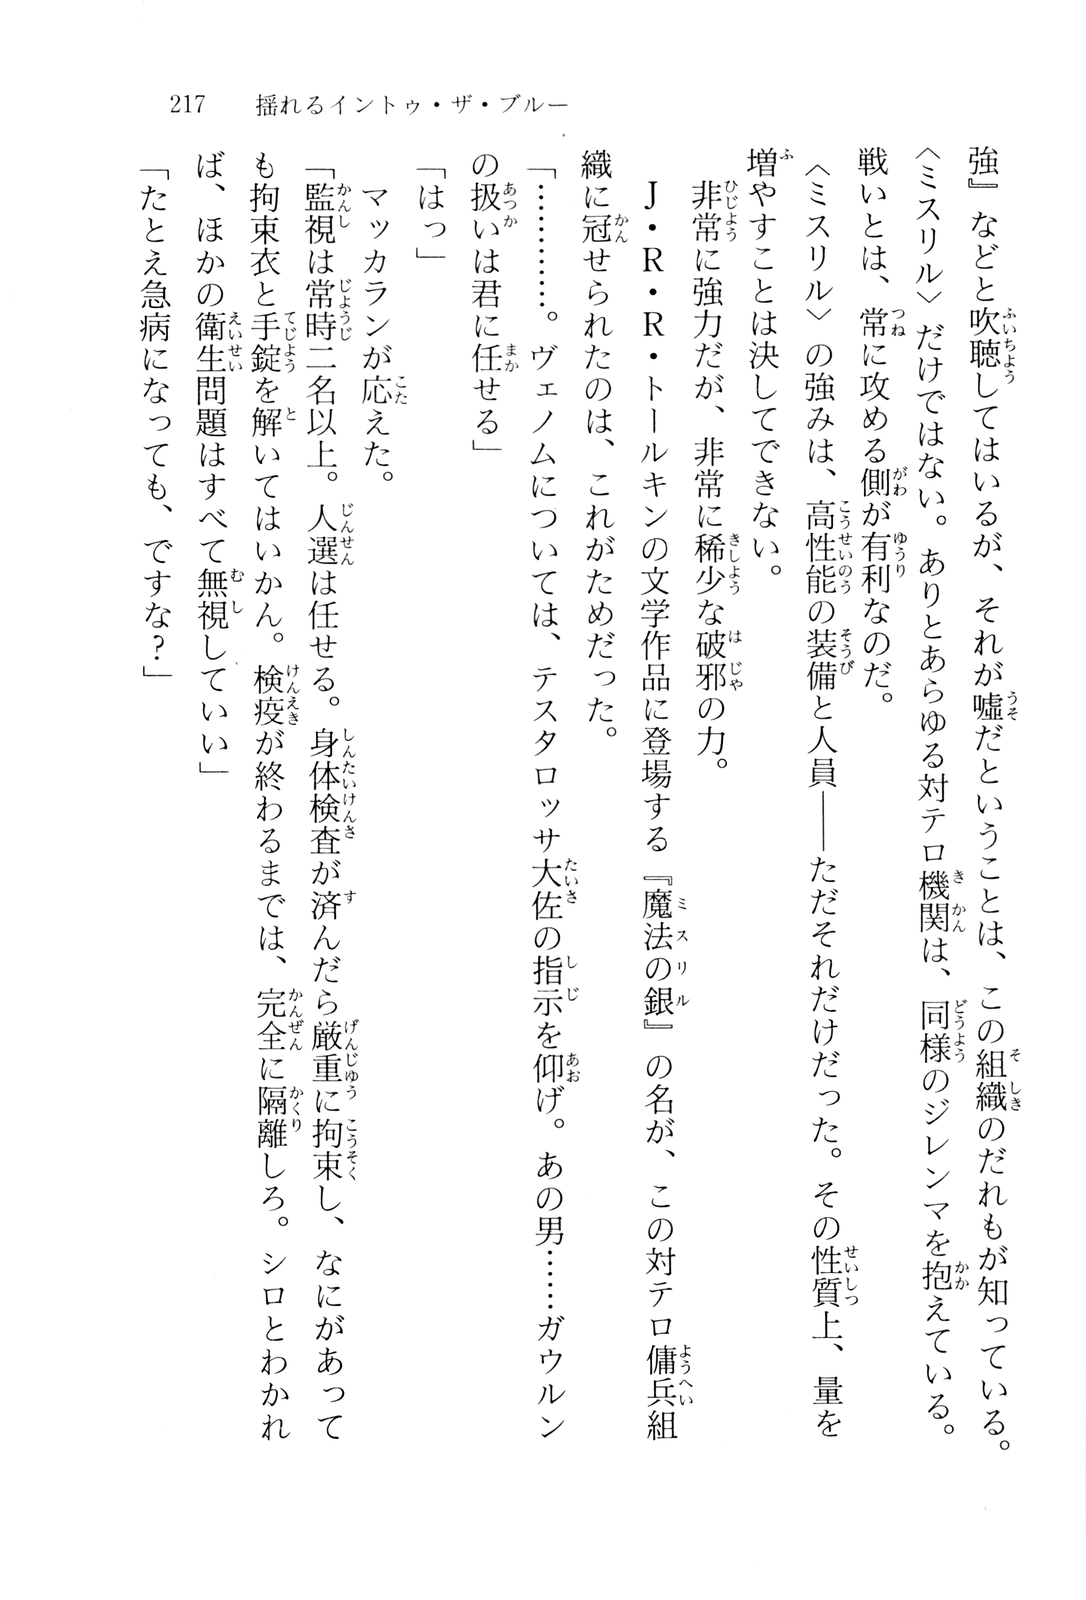 217　揺れるイントゥ・ザ・ブルー
強』などと吹聴してはいるが、それが嘘だということは、この組織のだれもが知っている。
〈ミスリル〉だけではない。ありとあらゆる対テロ機関は、同様のジレンマを抱えている。
戦いとは、常に攻める側が有利なのだ。
〈ミスリル〉の強みは、高性能の装備と人員――ただそれだけだった。その性質上、量を
増やすことは決してできない。
非常に強力だが、非常に稀少な破邪の力。
J・R・R・トールキンの文学作品に登場する『魔法の銀』の名が、この対テロ傭兵組
織に冠せられたのは、これがためだった。
「…………。ヴェノムについては、テスタロッサ大佐の指示を仰げ。あの男……ガウルン
の扱いは君に任せる」
「はっ」
マッカランが応えた。
「監視は常時二名以上。人選は任せる。身体検査が済んだら厳重に拘束し、なにがあって
も拘束衣と手錠を解いてはいかん。検疫が終わるまでは、完全に隔離しろ。シロとわかれ
ば、ほかの衛生問題はすべて無視していい」
「たとえ急病になっても、ですな？」